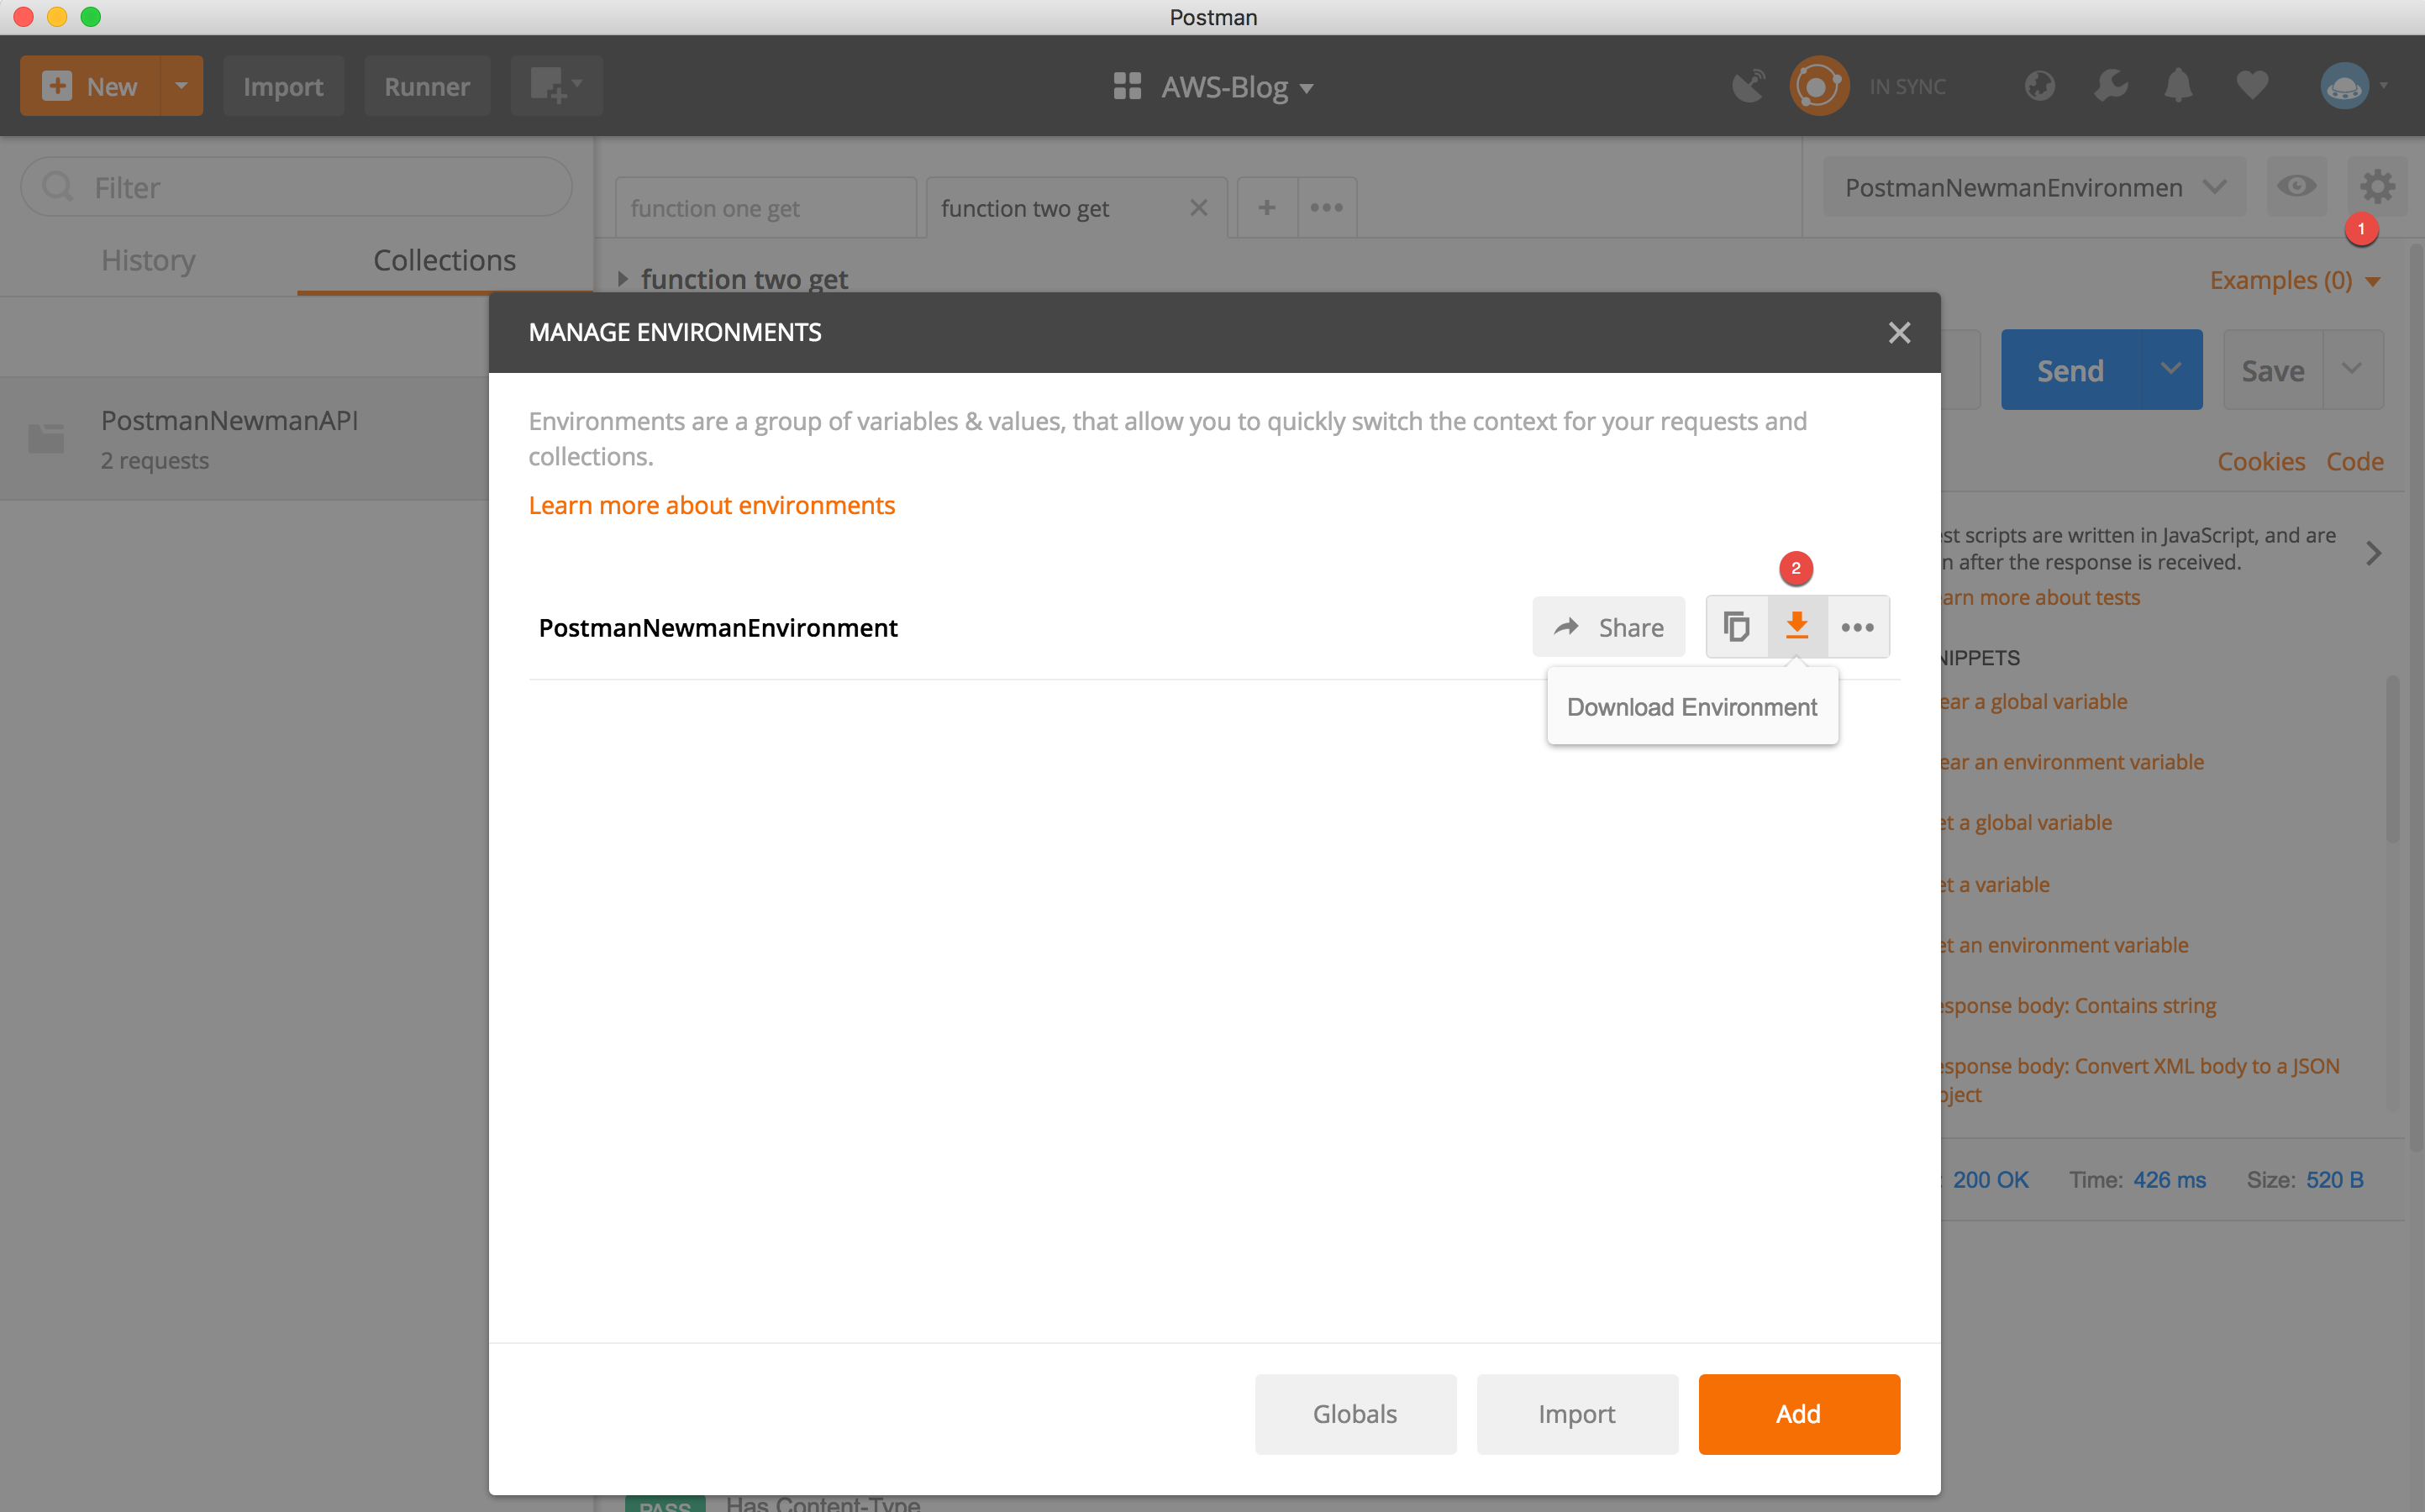 Postman
New
Import
Runner
AWS-Blog
IN SYNC
Filter
History
Collections
PostmanNewmanAPI
2 requests
function one get
function two get
PostmanNewmanEnvironmen
1
function two get
Examples (0)
Send
Save
Cookies Code
est scripts are written in JavaScript, and are
n after the response is received.
earn more about tests
NIPPETS
ear a global variable
ear an environment variable
et a global variable
et a variable
et an environment variable
esponse body: Contains string
esponse body: Convert XML body to a JSON
bject
: 200 OK Time: 426 ms Size: 520 B
MANAGE ENVIRONMENTS
Environments are a group of variables & values, that allow you to quickly switch the context for your requests and
collections.
Learn more about environments
2
PostmanNewmanEnvironment
Share
Download Environment
Globals
Import
Add
PASS Has Content-Type